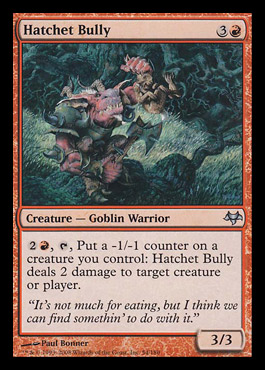 Hatchet Bully 3
Creature — Goblin Warrior
2 , , Put a -1/-1 counter on a
creature you control: Hatchet Bully
deals 2 damage to target creature
or player.
“It's not much for eating, but I think we
can find somethin' to do with it.”
Paul Bonner
3/3